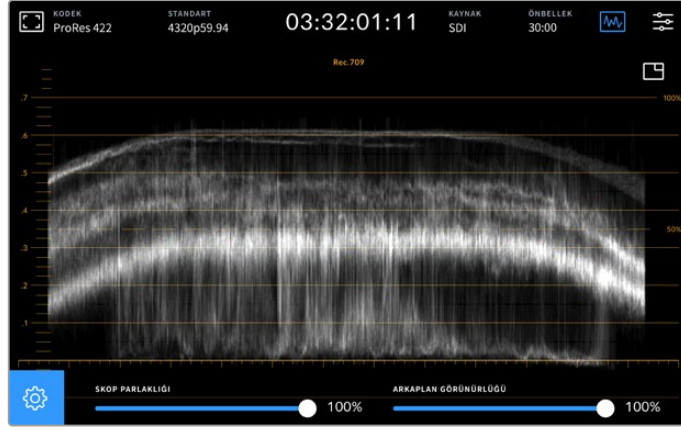 KODEK STANDART 03:32:01:11 KAYNAK ÖNBELLEK
ProRes 422 4320p59.94 SDI 30:00
Rec.709
.7 100%
.6
.5
.4
.3 50%
.2
.1
SKOP PARLAKLIĞI ARKAPLAN GÖRÜNÜRLÜĞÜ
100% 100%